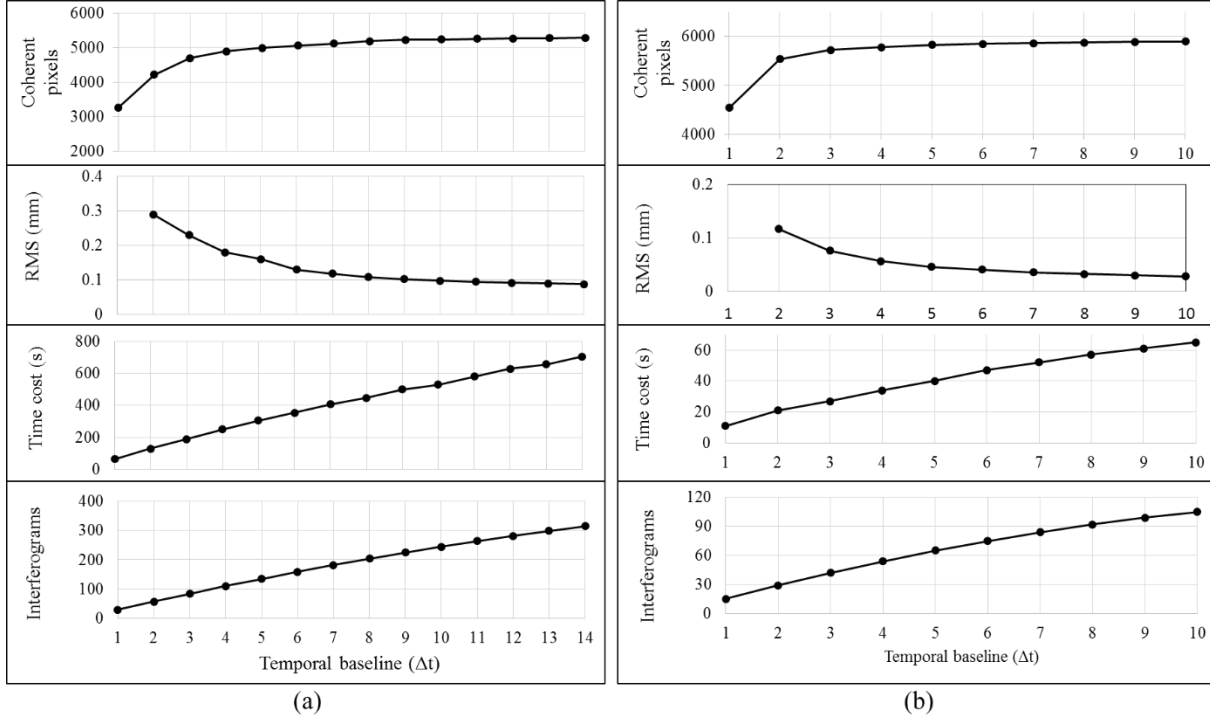 6000
5000
4000
3000
2000
Coherent
pixels
0.4
0.3
0.2
0.1
0
RMS (mm)
800
600
400
200
0
Time cost (s)
400
300
200
100
0
Interferograms
1 2 3 4 5 6 7 8 9 10 11 12 13 14
Temporal baseline (Δt)
(a)
6000
5000
4000
Coherent
pixels
1 2 3 4 5 6 7 8 9 10
0.2
0.1
0
RMS (mm)
1 2 3 4 5 6 7 8 9 10
60
40
20
0
Time cost (s)
1 2 3 4 5 6 7 8 9 10
120
90
60
30
0
Interferograms
1 2 3 4 5 6 7 8 9 10
Temporal baseline (Δt)
(b)